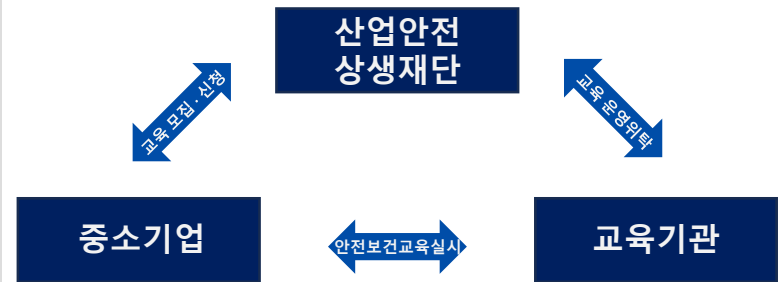 산업안전
상생재단
교육 모집·신청
교육 운영위탁
중소기업
안전보건교육실시
교육기관